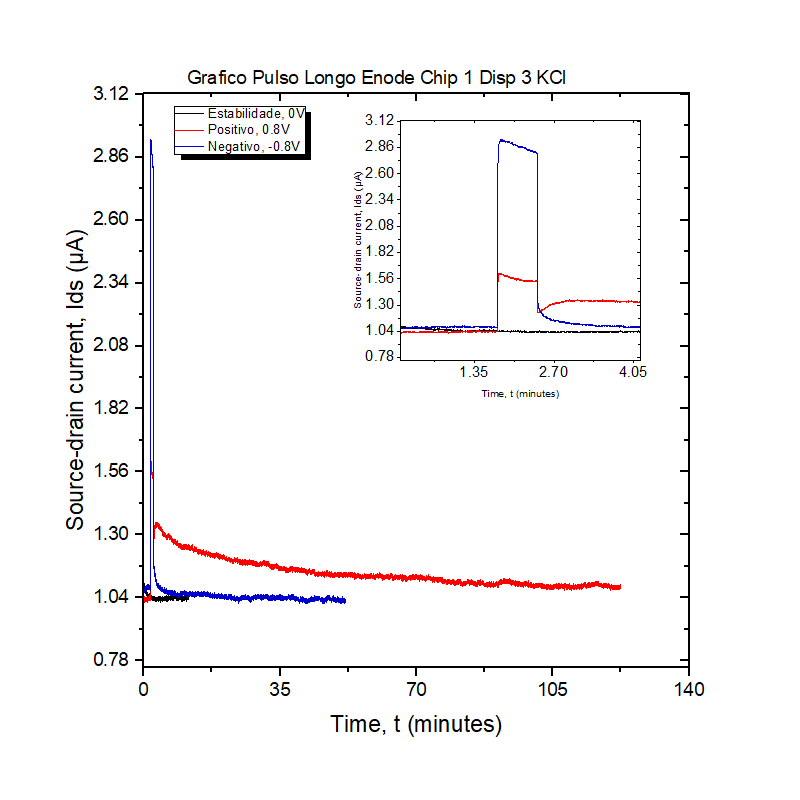 Grafico Pulso Longo Enode Chip 1 Disp 3 KCl
Estabilidade, 0V
Positivo, 0.8V
Negativo, -0.8V
Source-drain current, Ids (µA)
3.12
2.86
2.60
2.34
2.08
1.82
1.56
1.30
1.04
0.78
0 35 70 105 140
Time, t (minutes)
Source- drain current, Ids (µA)
3.12
2.86
2.60
2.34
2.08
1.82
1.56
1.30
1.04
0.78
1.35 2.70 4.05
Time, t (minutes)